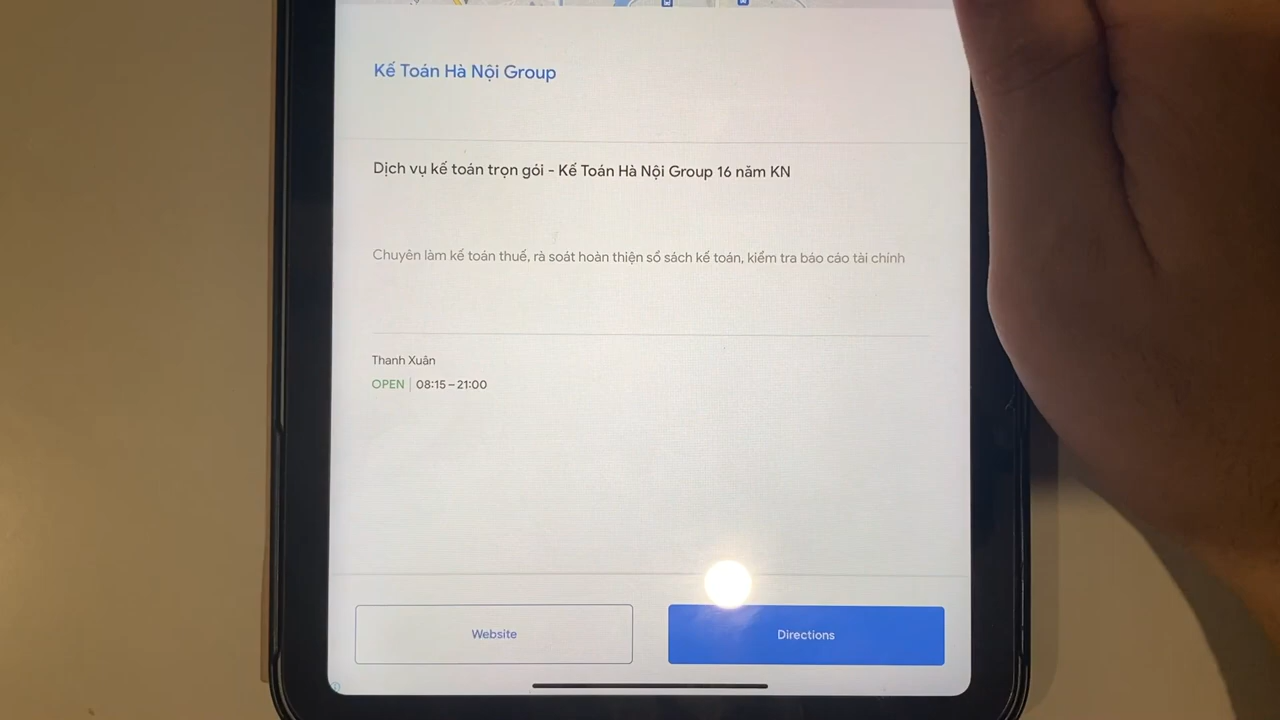 Kế Toán Hà Nội Group
Dịch vụ kế toán trọn gói - Kế Toán Hà Nội Group 16 năm KN
Chuyên làm kế toán thuế, rà soát hoàn thiện sổ sách kế toán, kiểm tra báo cáo tài chính
Thanh Xuân
OPEN | 08:15 – 21:00
Website
Directions